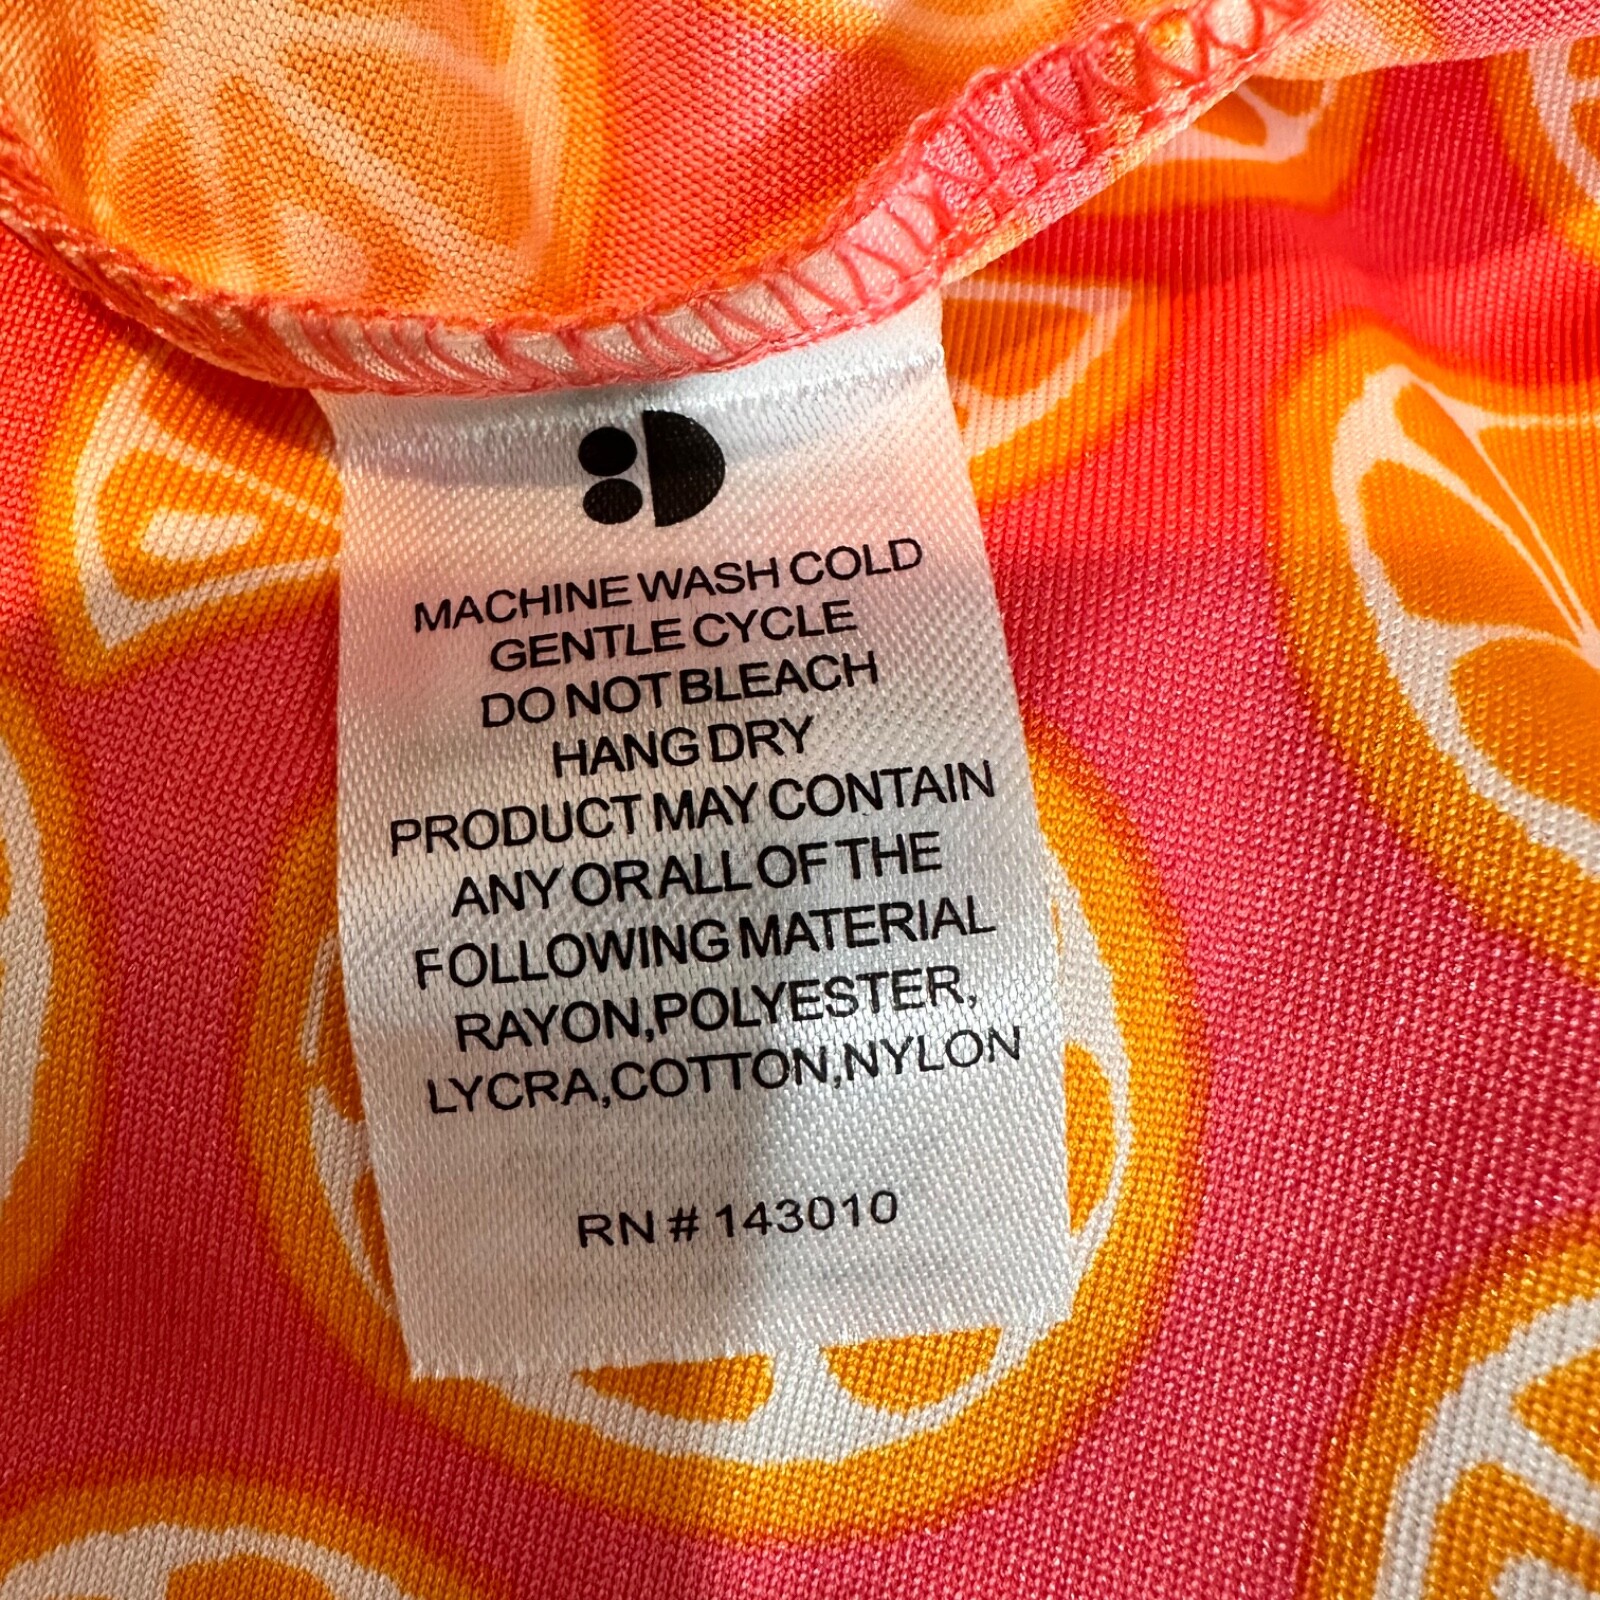 MACHINE WASH COLD
GENTLE CYCLE
DO NOT BLEACH
HANG DRY
PRODUCT MAY CONTAIN
ANY OR ALL OF THE
FOLLOWING MATERIAL
RAYON,POLYESTER,
LYCRA,COTTON,NYLON
RN # 143010